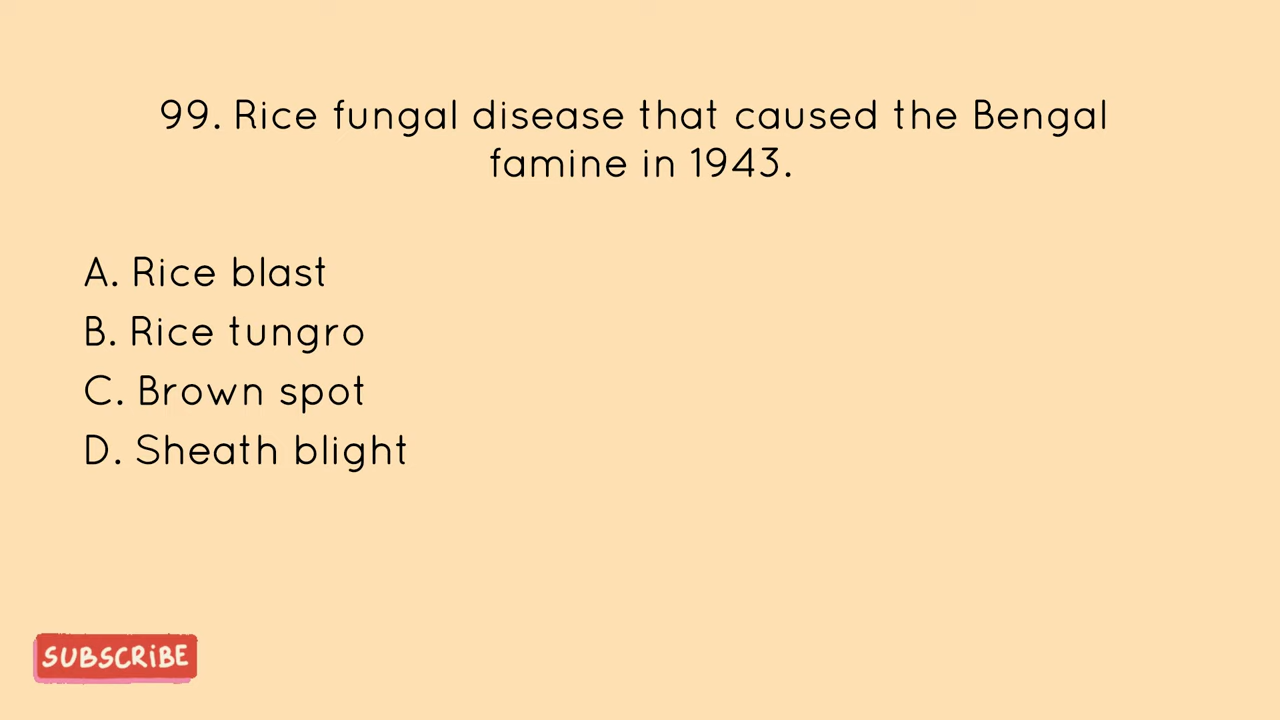 99. Rice fungal disease that caused the Bengal
famine in 1943.
A. Rice blast
B. Rice tungro
C. Brown spot
D. Sheath blight
SUBSCRiBE